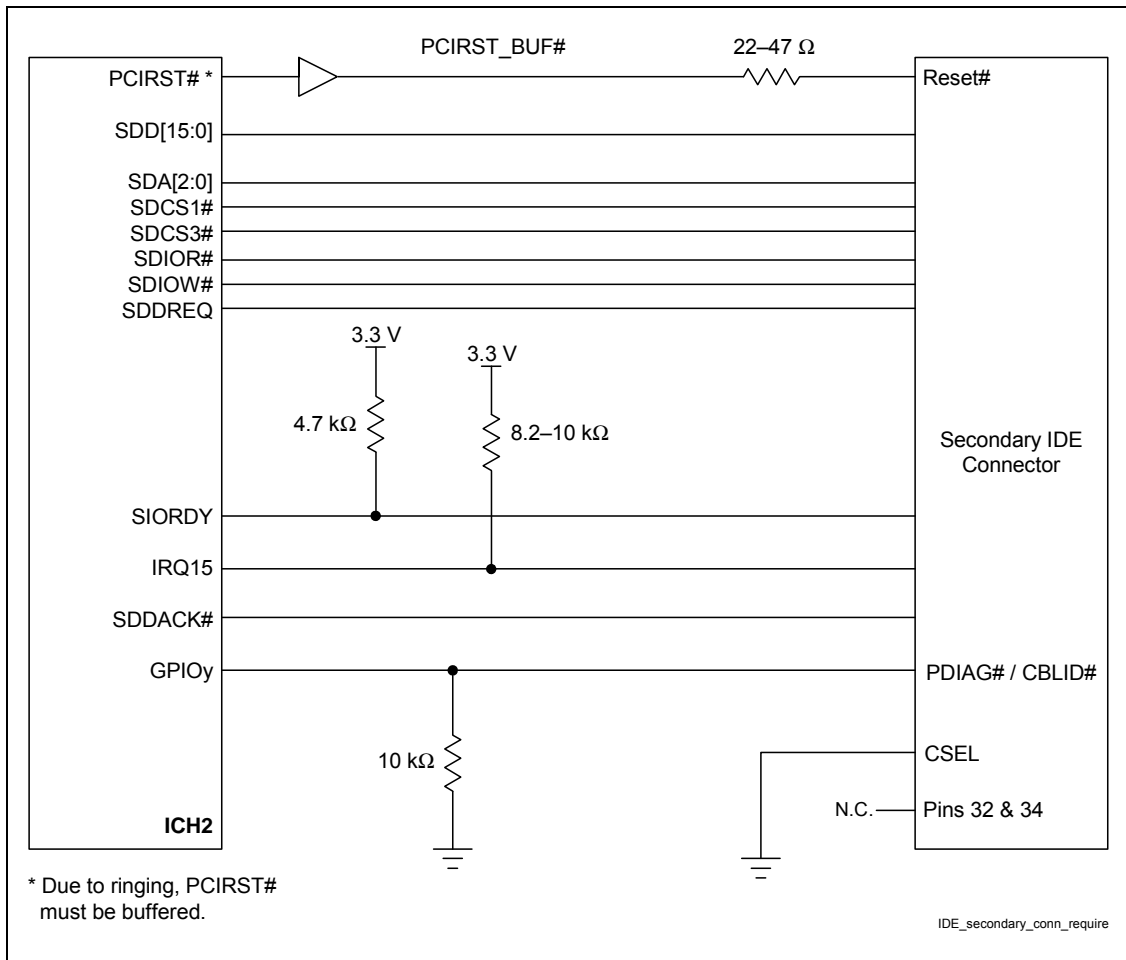 PCIRST_BUF#
22–47 Ω
PCIRST# *
Reset#
SDD[15:0]
SDA[2:0]
SDCS1#
SDCS3#
SDIOR#
SDIOW#
SDDREQ
3.3 V
3.3 V
4.7 kΩ
8.2–10 kΩ
Secondary IDE
Connector
SIORDY
IRQ15
SDDACK#
GPIOy
PDIAG# / CBLID#
10 kΩ
CSEL
N.C.
Pins 32 & 34
ICH2
* Due to ringing, PCIRST#
must be buffered.
IDE_secondary_conn_require